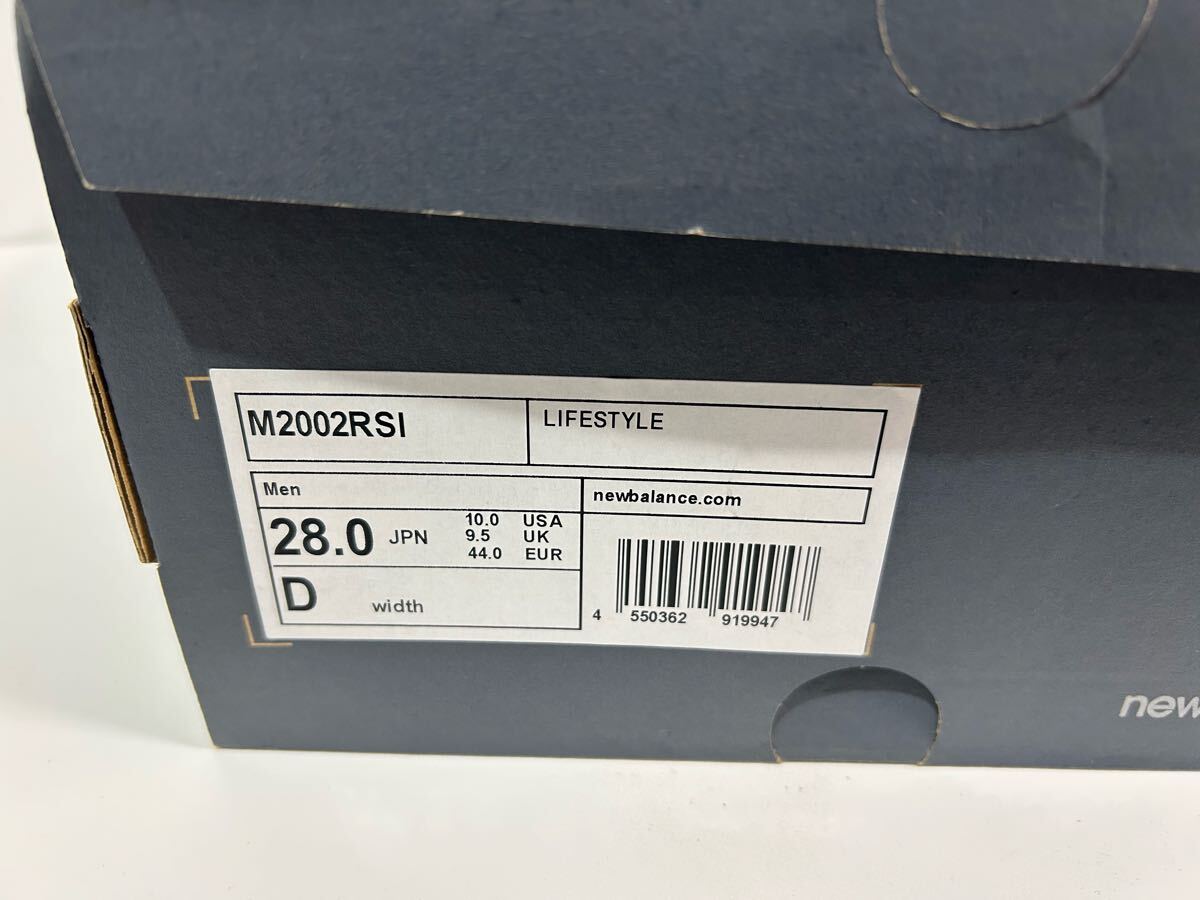 M2002RSI
LIFESTYLE
Men
newbalance.com
28.0 JPN
10.0 USA
9.5 UK
44.0 EUR
D width
4 550362 919947
new